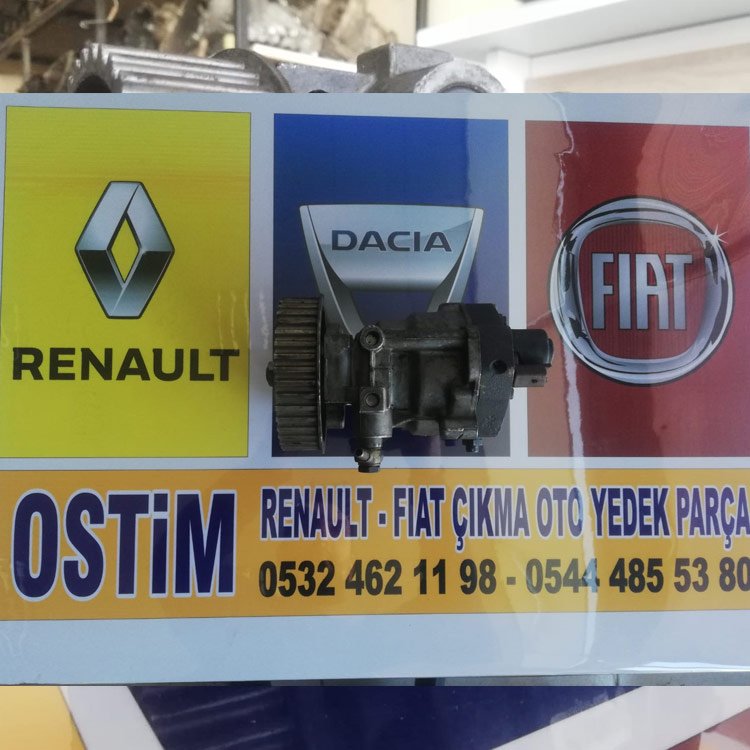 RENAULT
DACIA
FIAT
OSTiM
RENAULT - FIAT ÇIKMA OTO YEDEK PARÇA
0532 462 11 98 - 0544 485 53 80